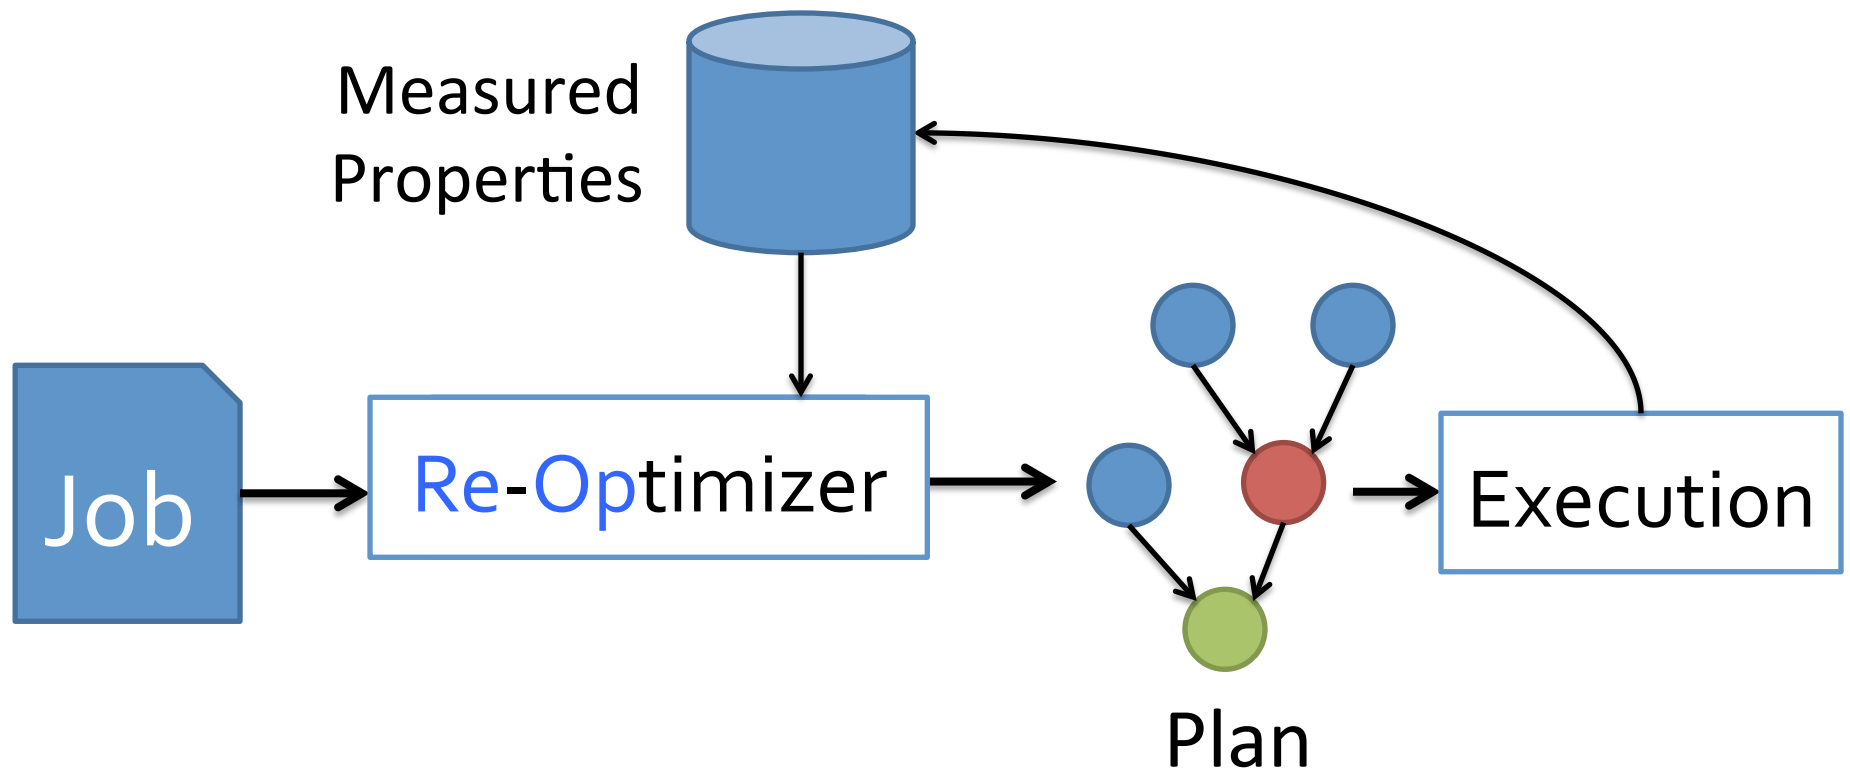 Measured
Properties
Job
Re-Optimizer
Execution
Plan